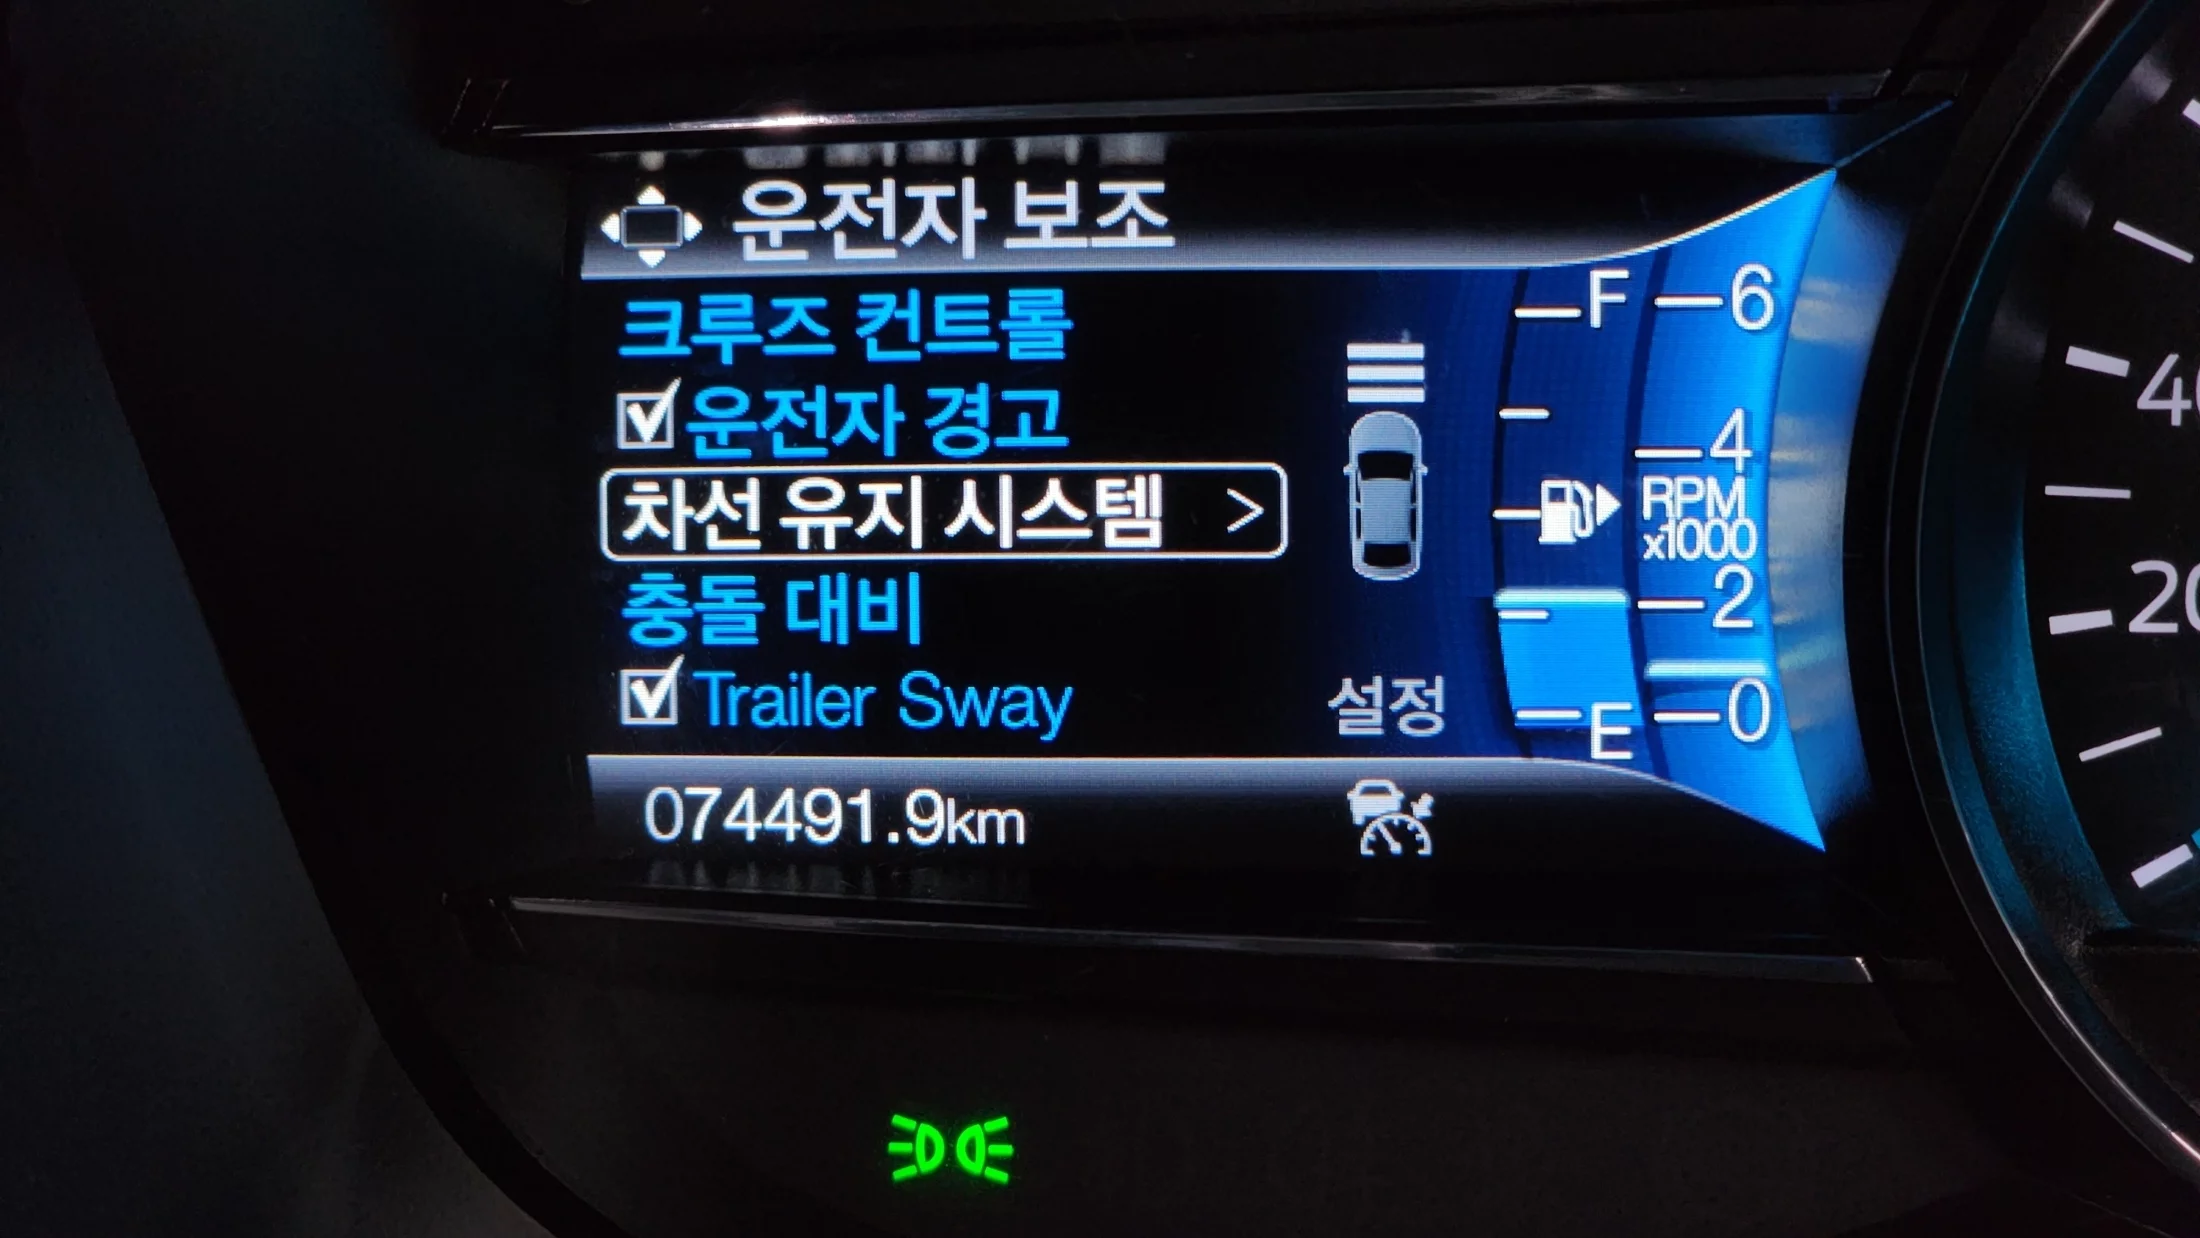 운전자 보조
크루즈 컨트롤
운전자 경고
차선 유지 시스템 >
충돌 대비
Trailer Sway
설정
074491.9km
F
E
6
4
RPM
x1000
2
0
20